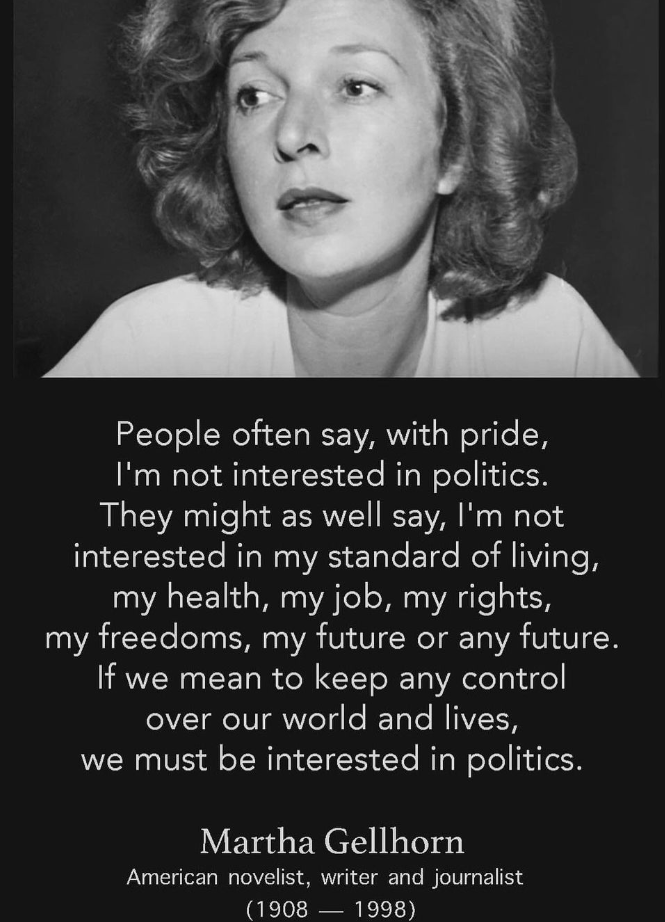 People often say, with pride,
I'm not interested in politics.
They might as well say, I'm not
interested in my standard of living,
my health, my job, my rights,
my freedoms, my future or any future.
If we mean to keep any control
over our world and lives,
we must be interested in politics.
Martha Gellhorn
American novelist, writer and journalist
(1908 — 1998)